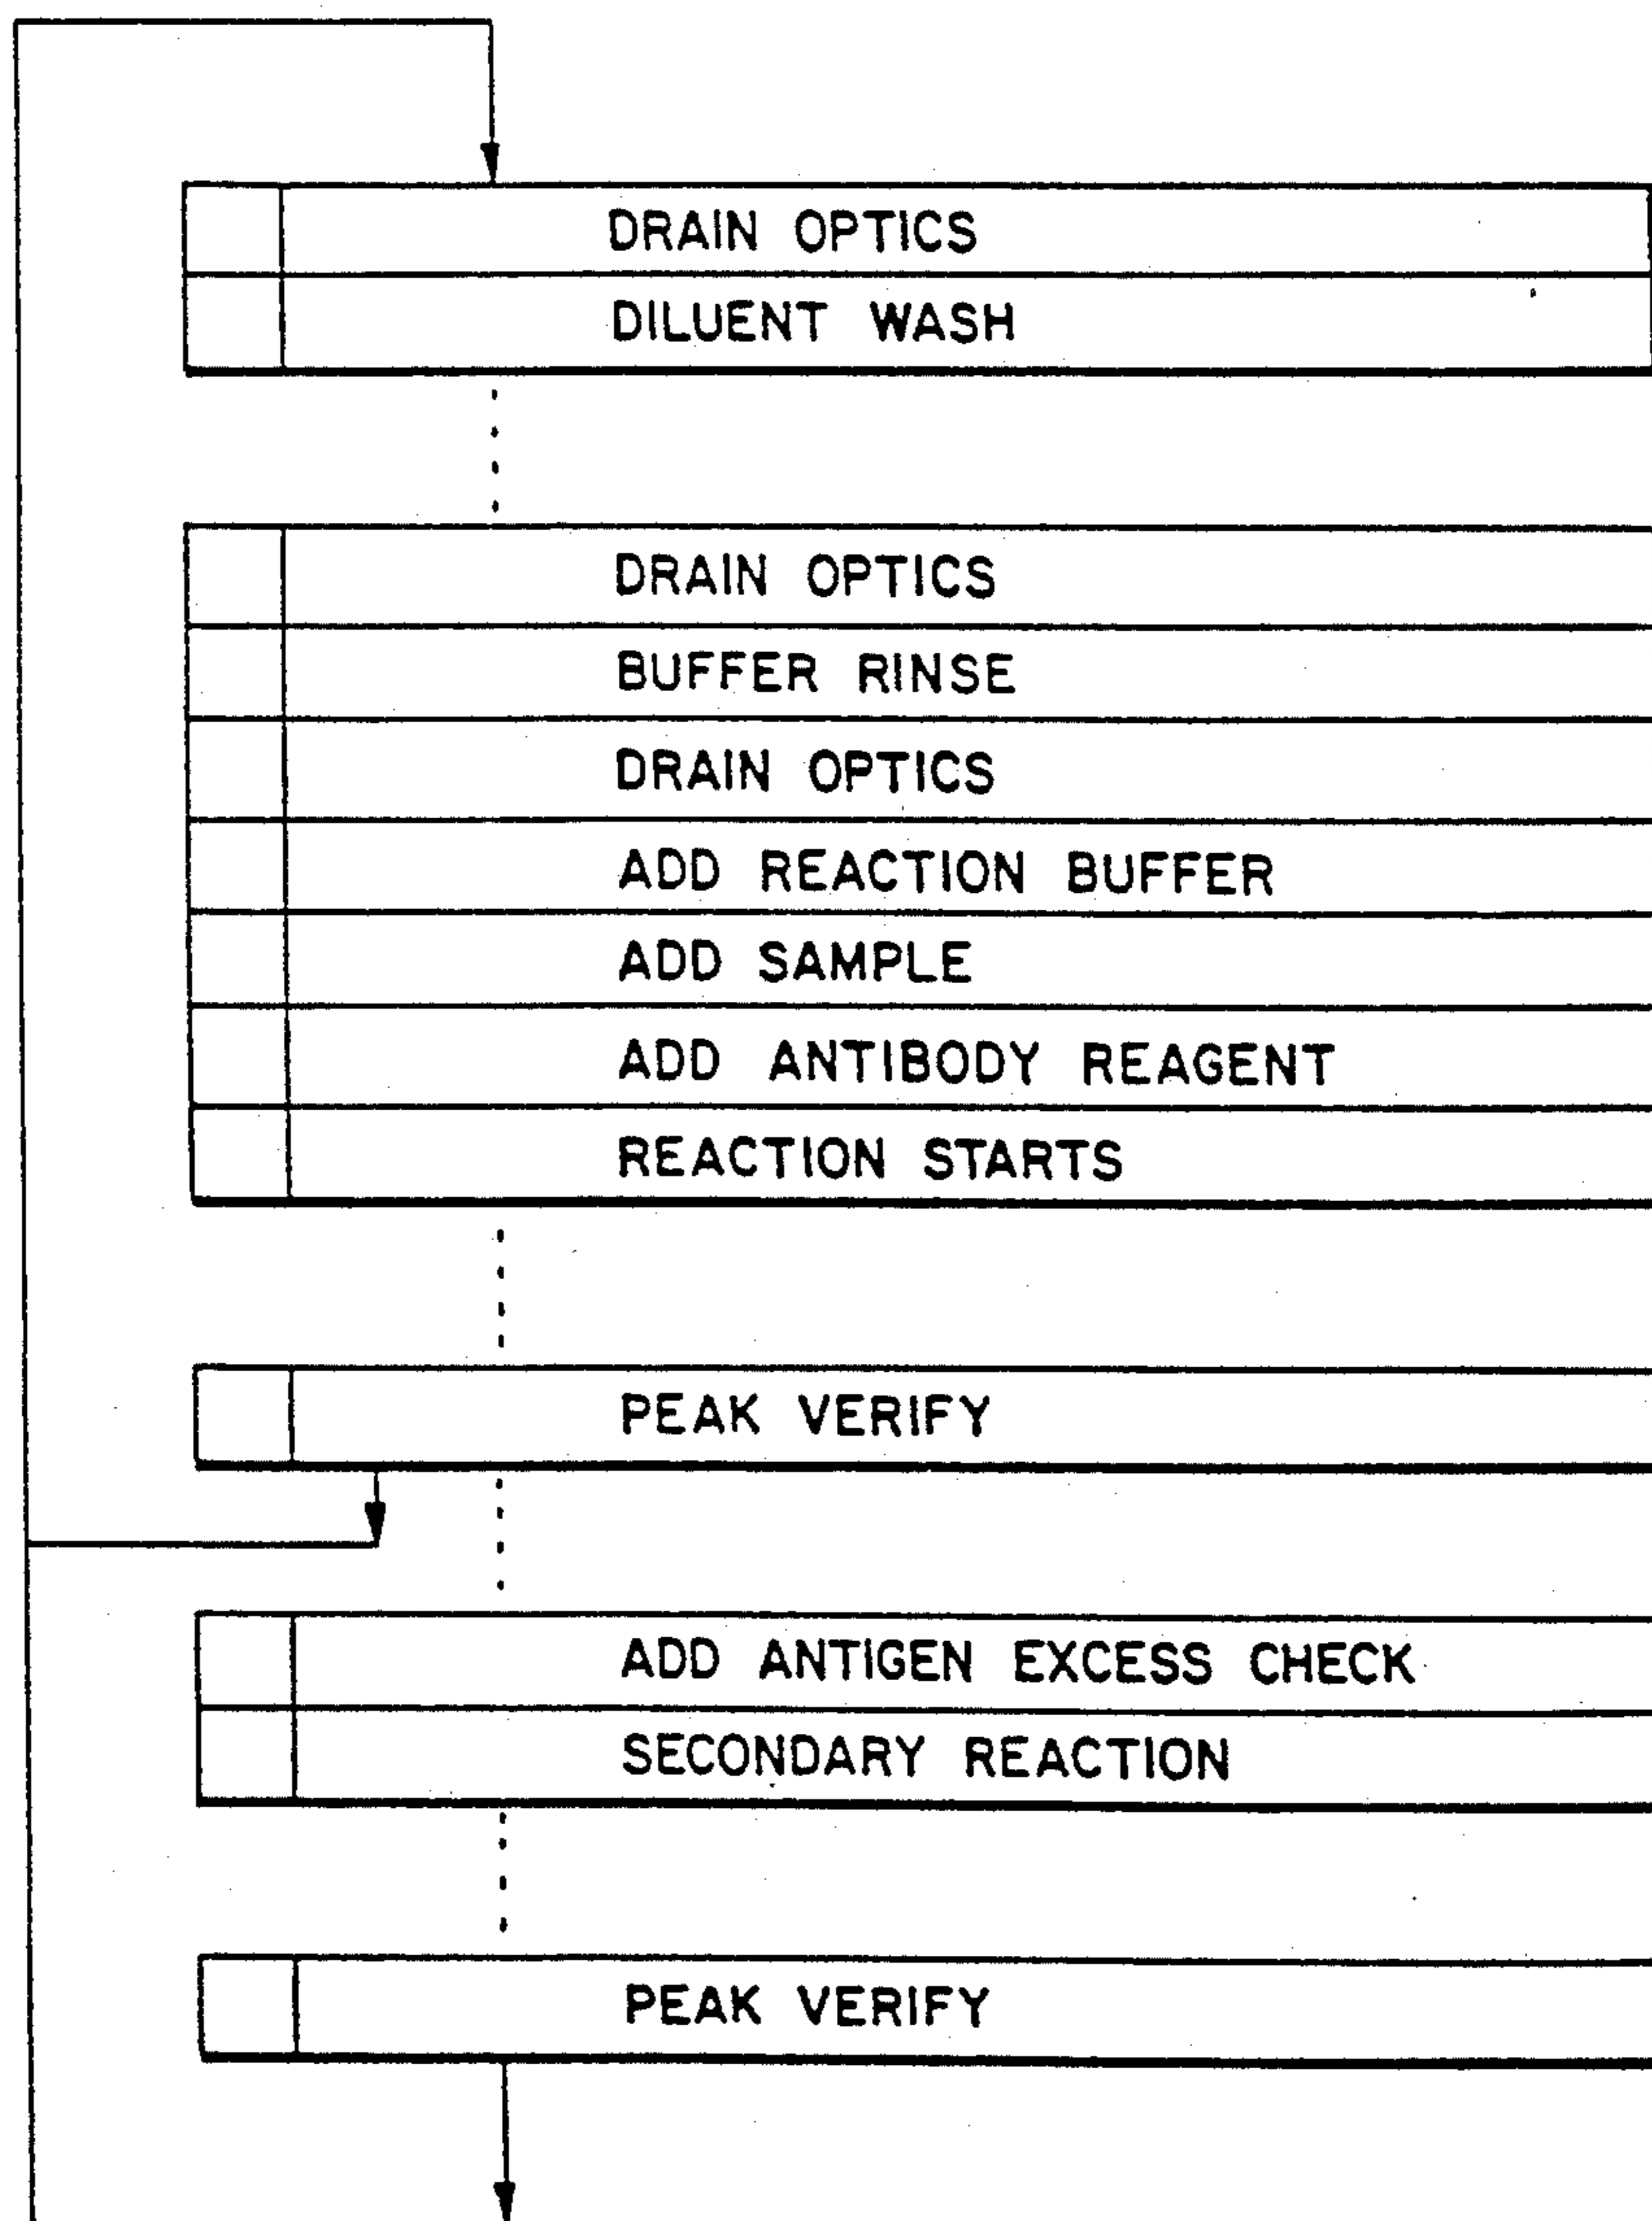 DRAIN OPTICS
DILUENT WASH
DRAIN OPTICS
BUFFER RINSE
DRAIN OPTICS
ADD REACTION BUFFER
ADD SAMPLE
ADD ANTIBODY REAGENT
REACTION STARTS
PEAK VERIFY
ADD ANTIGEN EXCESS CHECK
SECONDARY REACTION
PEAK VERIFY